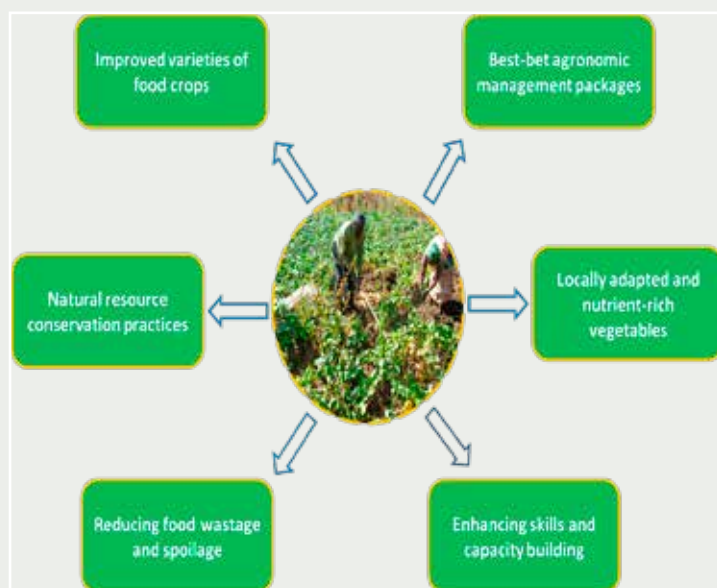 Improved varieties of
food crops
Best-bet agronomic
management packages
Natural resource
conservation practices
Locally adapted and
nutrient-rich
vegetables
Reducing food wastage
and spoilage
Enhancing skills and
capacity building